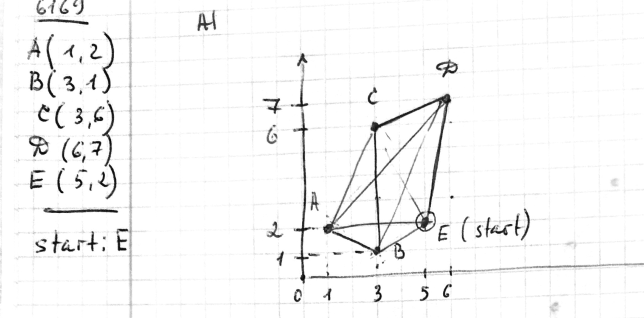 6169
A(1,2)
B(3,1)
C(3,6)
D(6,7)
E(5,2)
start: E
A1
D
C
7
6
A
2
E (start)
1
B
0 1 3 5 6